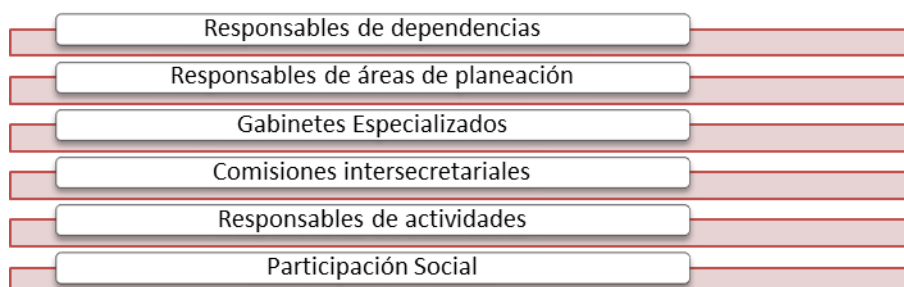 Responsables de dependencias
Responsables de áreas de planeación
Gabinetes Especializados
Comisiones intersecretariales
Responsables de actividades
Participación Social